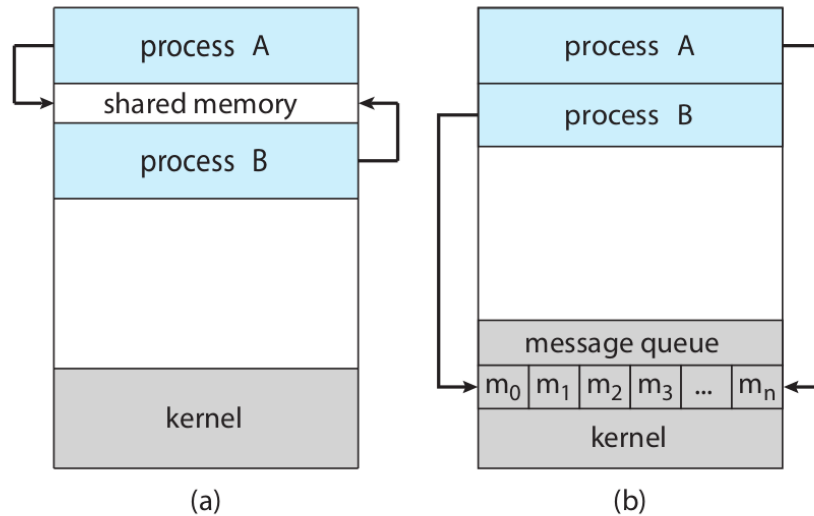 process A
shared memory
process B
kernel
(a)
process A
process B
message queue
m₀ m₁ m₂ m₃ ... mₙ
kernel
(b)